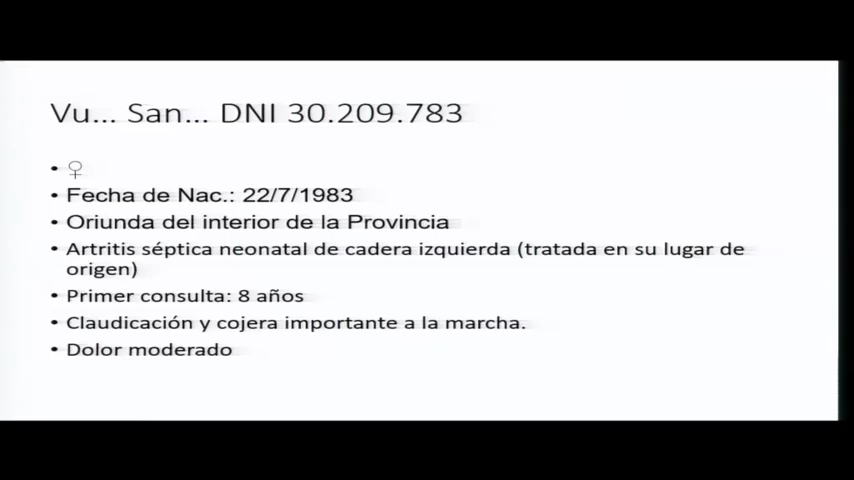 Vu... San... DNI 30.209.783
• ♀
• Fecha de Nac.: 22/7/1983
• Oriunda del interior de la Provincia
• Artritis séptica neonatal de cadera izquierda (tratada en su lugar de
origen)
• Primer consulta: 8 años
• Claudicación y cojera importante a la marcha.
• Dolor moderado